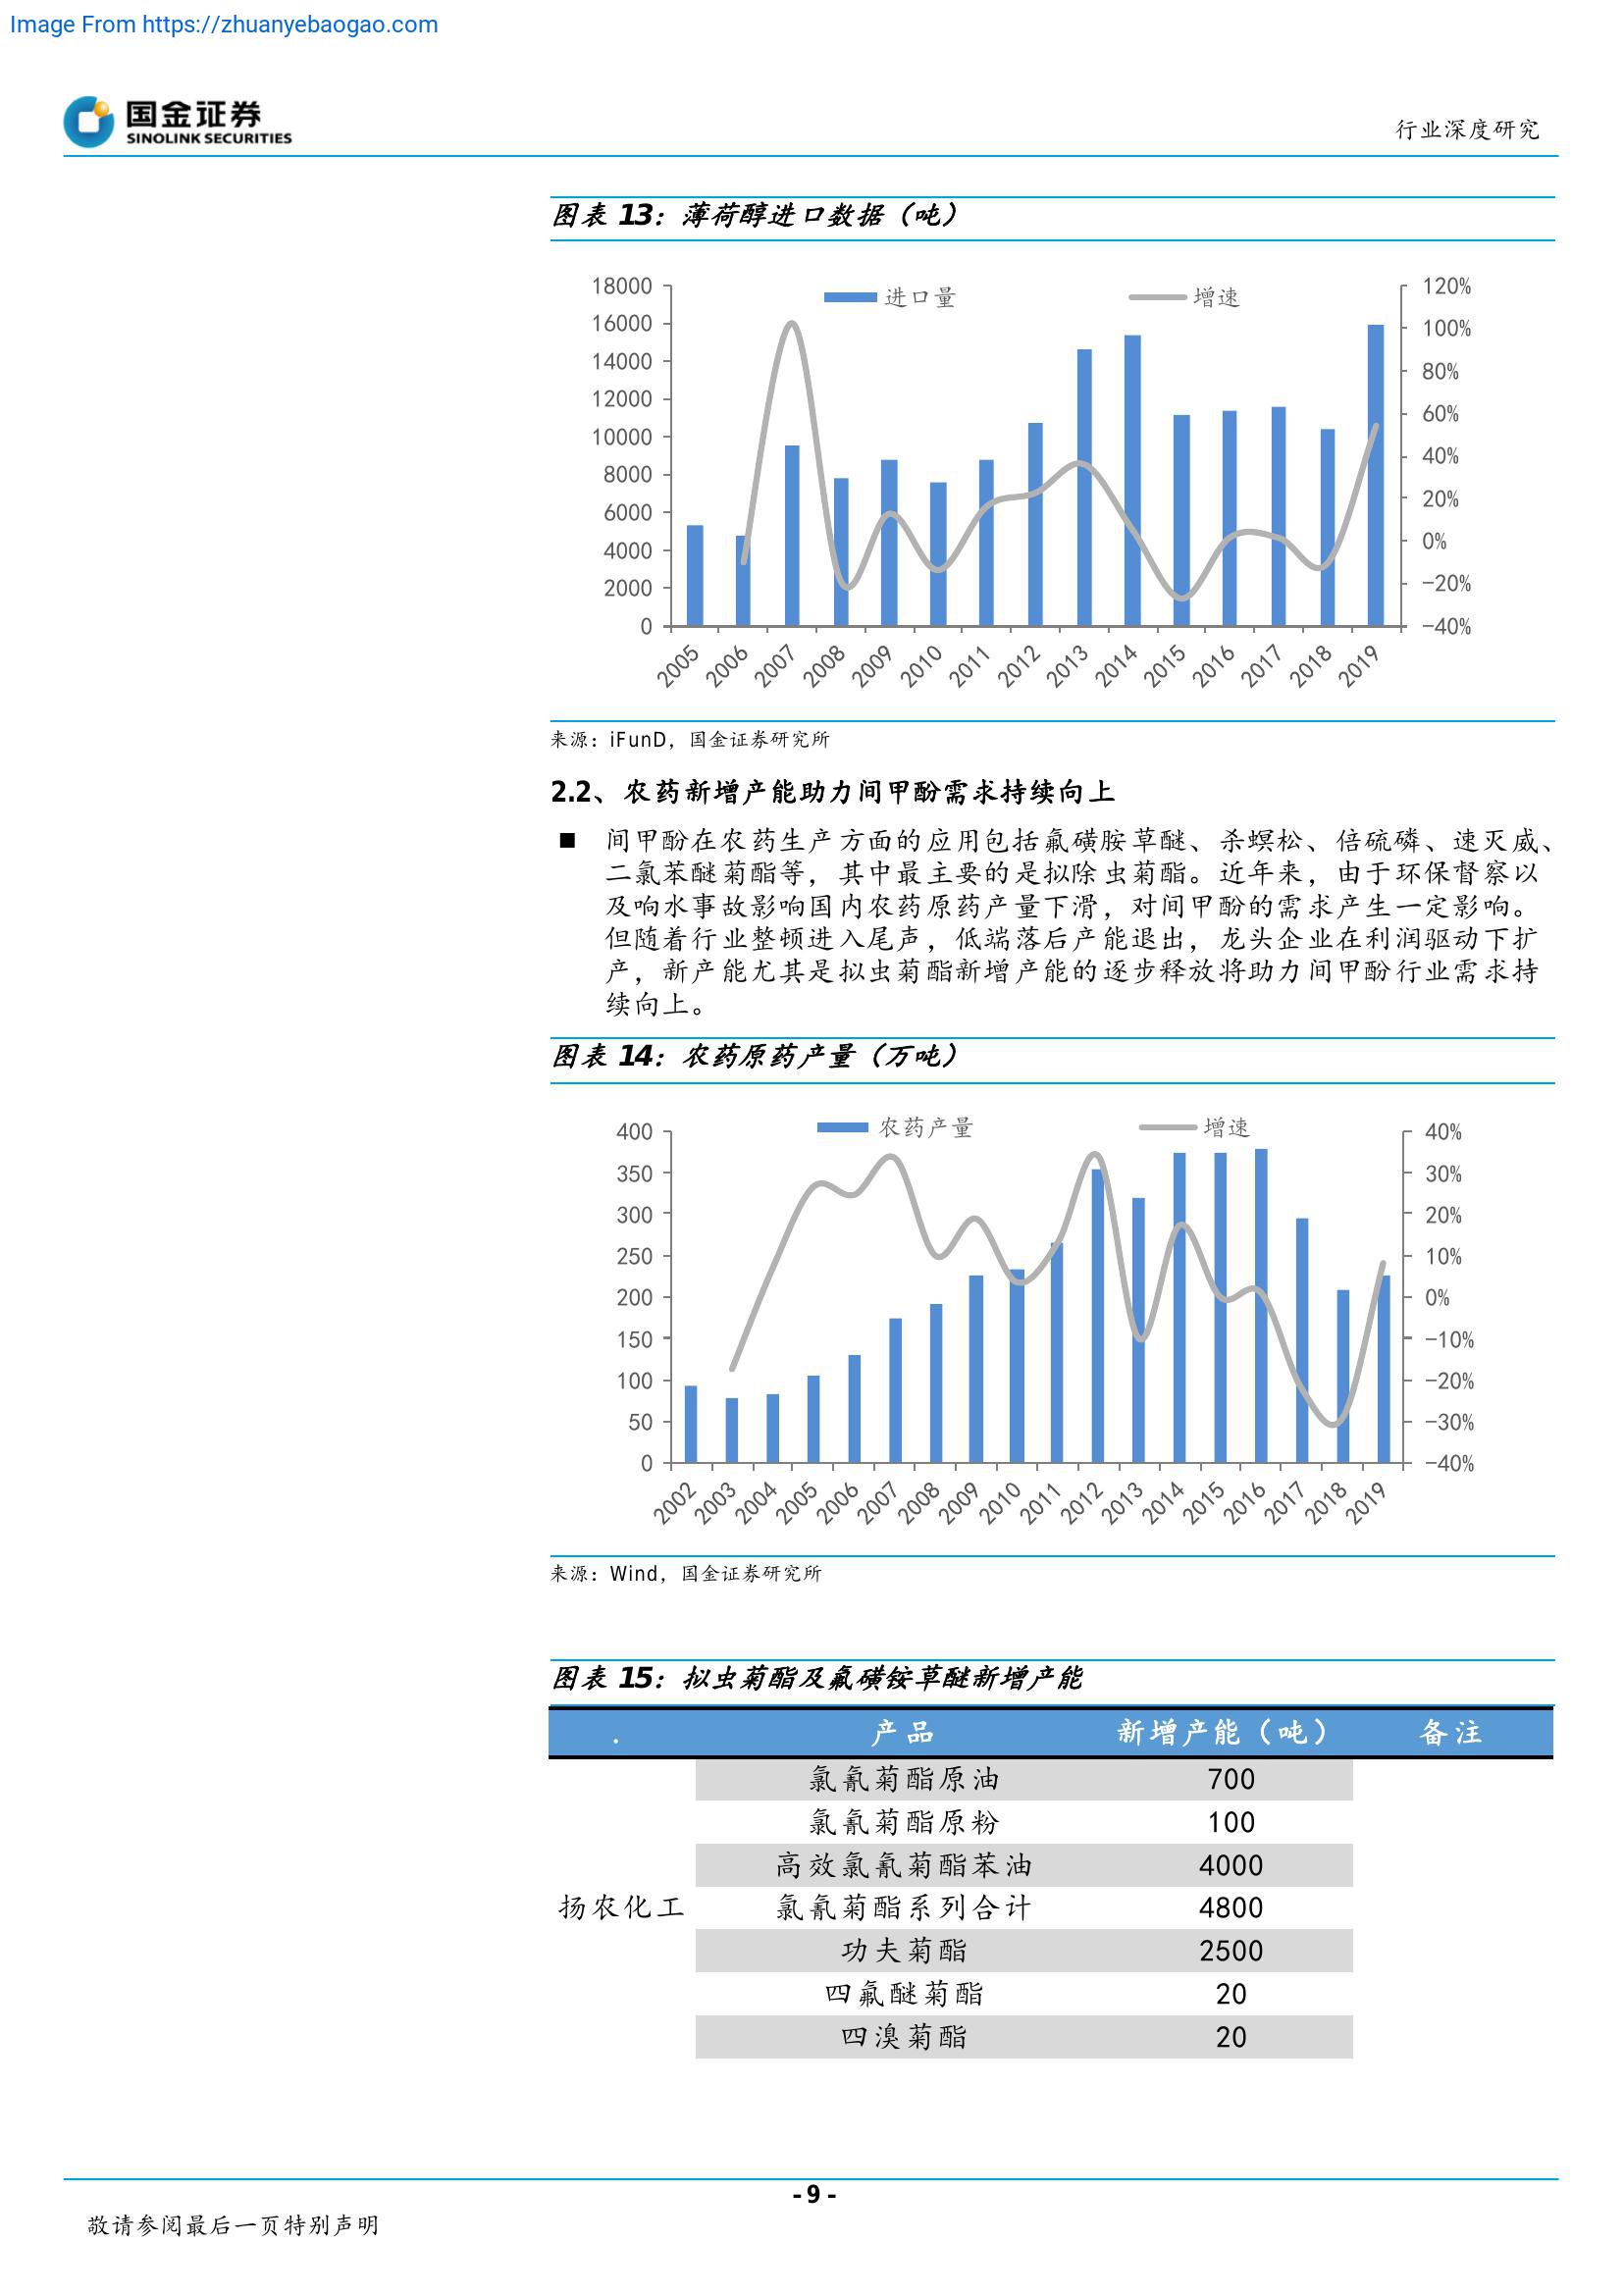 Image From https://zhuanyebaogao.com
国金证券
SINOLINK SECURITIES
行业深度研究
图表 13：薄荷醇进口数据（吨）
进口量 增速
18000
16000
14000
12000
10000
8000
6000
4000
2000
0
120%
100%
80%
60%
40%
20%
0%
-20%
-40%
2005 2006 2007 2008 2009 2010 2011 2012 2013 2014 2015 2016 2017 2018 2019
来源：iFunD，国金证券研究所
2.2、农药新增产能助力间甲酚需求持续向上
■ 间甲酚在农药生产方面的应用包括氟磺胺草醚、杀螟松、倍硫磷、速灭威、
二氯苯醚菊酯等，其中最主要的是拟除虫菊酯。近年来，由于环保督察以
及响水事故影响国内农药原药产量下滑，对间甲酚的需求产生一定影响。
但随着行业整顿进入尾声，低端落后产能退出，龙头企业在利润驱动下扩
产，新产能尤其是拟虫菊酯新增产能的逐步释放将助力间甲酚行业需求持
续向上。
图表 14：农药原药产量（万吨）
农药产量 增速
400
350
300
250
200
150
100
50
0
40%
30%
20%
10%
0%
-10%
-20%
-30%
-40%
2002 2003 2004 2005 2006 2007 2008 2009 2010 2011 2012 2013 2014 2015 2016 2017 2018 2019
来源：Wind，国金证券研究所
图表 15：拟虫菊酯及氟磺铵草醚新增产能
. 产品 新增产能（吨） 备注
氯氰菊酯原油 700
氯氰菊酯原粉 100
高效氯氰菊酯苯油 4000
扬农化工 氯氰菊酯系列合计 4800
功夫菊酯 2500
四氟醚菊酯 20
四溴菊酯 20
- 9 -
敬请参阅最后一页特别声明